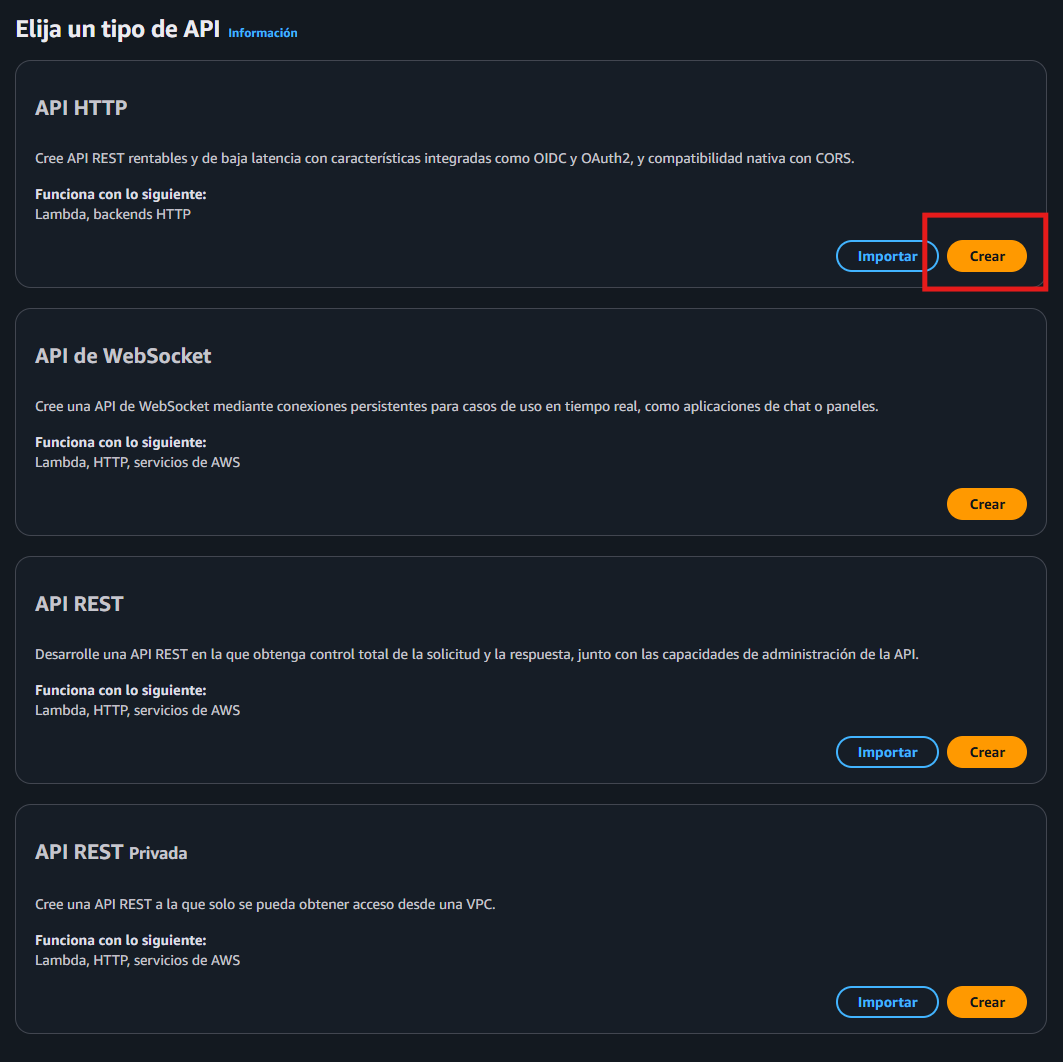 Elija un tipo de API Información
API HTTP
Cree API REST rentables y de baja latencia con características integradas como OIDC y OAuth2, y compatibilidad nativa con CORS.
Funciona con lo siguiente:
Lambda, backends HTTP
Importar Crear
API de WebSocket
Cree una API de WebSocket mediante conexiones persistentes para casos de uso en tiempo real, como aplicaciones de chat o paneles.
Funciona con lo siguiente:
Lambda, HTTP, servicios de AWS
Crear
API REST
Desarrolle una API REST en la que obtenga control total de la solicitud y la respuesta, junto con las capacidades de administración de la API.
Funciona con lo siguiente:
Lambda, HTTP, servicios de AWS
Importar Crear
API REST Privada
Cree una API REST a la que solo se pueda obtener acceso desde una VPC.
Funciona con lo siguiente:
Lambda, HTTP, servicios de AWS
Importar Crear